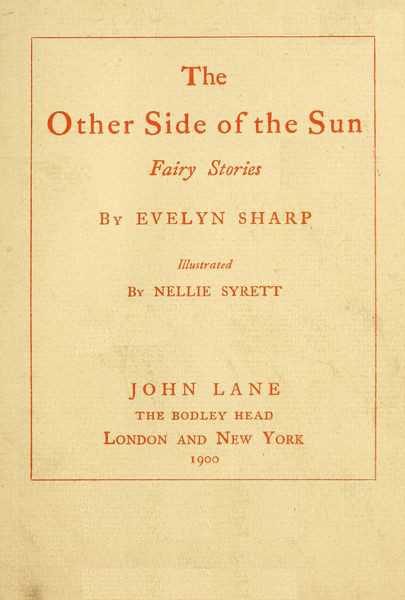 The
Other Side of the Sun
Fairy Stories
By Evelyn Sharp
Illustrated
By Nellie Syrett
JOHN LANE
THE BODLEY HEAD
London and New York
1900